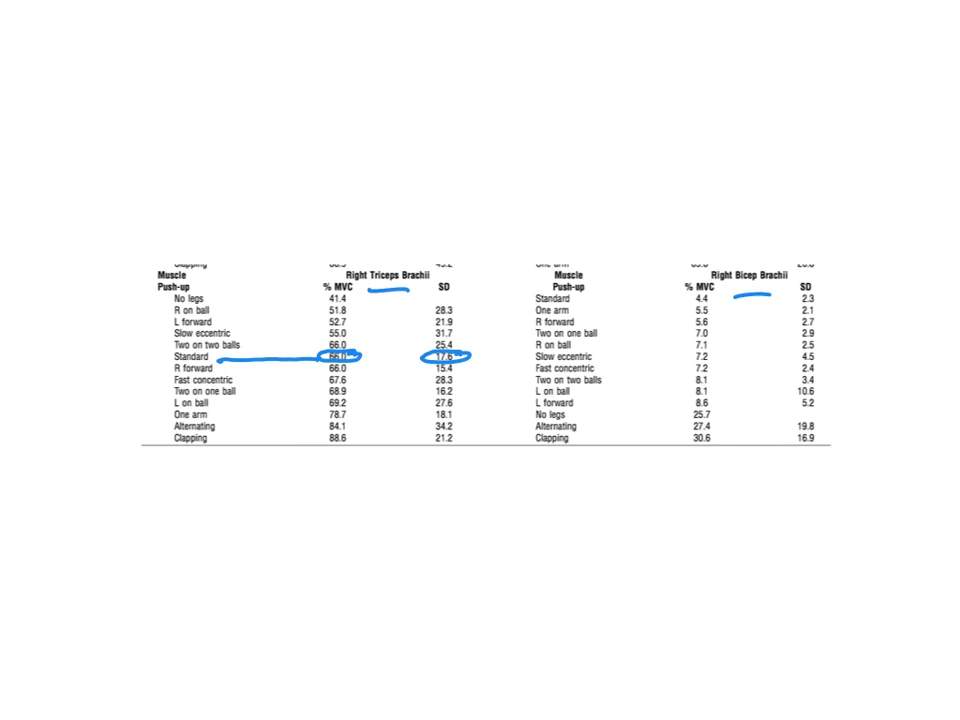 Muscle Right Triceps Brachii Muscle Right Bicep Brachii
Push-up % MVC SD Push-up % MVC SD
No legs 41.4 Standard 4.4 2.3
R on ball 51.8 28.3 One arm 5.5 2.1
L forward 52.7 21.9 R forward 5.6 2.7
Slow eccentric 55.0 31.7 Two on one ball 7.0 2.9
Two on two balls 66.0 25.4 R on ball 7.1 2.5
Standard 66.0 17.6 Slow eccentric 7.2 4.5
R forward 66.0 15.4 Fast concentric 7.2 2.4
Fast concentric 67.6 28.3 Two on two balls 8.1 3.4
Two on one ball 68.9 16.2 L on ball 8.1 10.6
L on ball 69.2 27.6 L forward 8.6 5.2
One arm 78.7 18.1 No legs 25.7
Alternating 84.1 34.2 Alternating 27.4 19.8
Clapping 88.6 21.2 Clapping 30.6 16.9